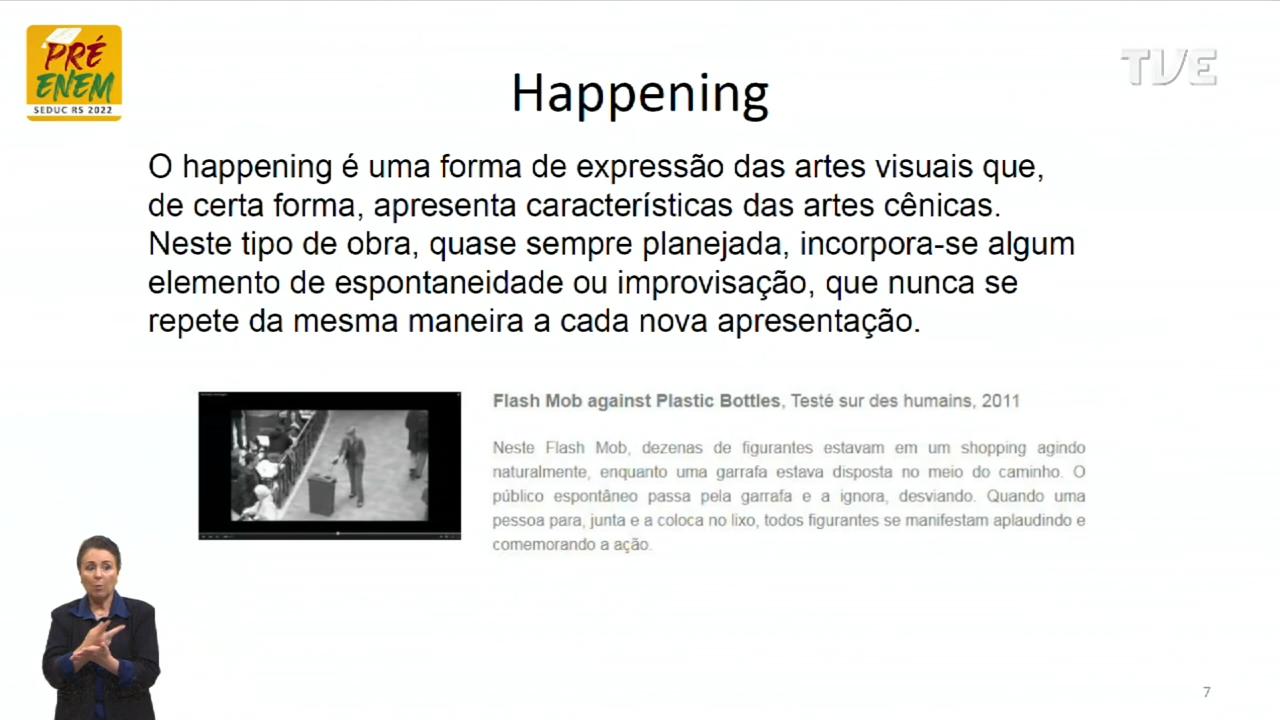 PRÉ
ENEM
SEDUC RS 2022
TVE
Happening
O happening é uma forma de expressão das artes visuais que,
de certa forma, apresenta características das artes cênicas.
Neste tipo de obra, quase sempre planejada, incorpora-se algum
elemento de espontaneidade ou improvisação, que nunca se
repete da mesma maneira a cada nova apresentação.
Flash Mob against Plastic Bottles, Testé sur des humains, 2011
Neste Flash Mob, dezenas de figurantes estavam em um shopping agindo
naturalmente, enquanto uma garrafa estava disposta no meio do caminho. O
público espontâneo passa pela garrafa e a ignora, desviando. Quando uma
pessoa para, junta e a coloca no lixo, todos figurantes se manifestam aplaudindo e
comemorando a ação.
7